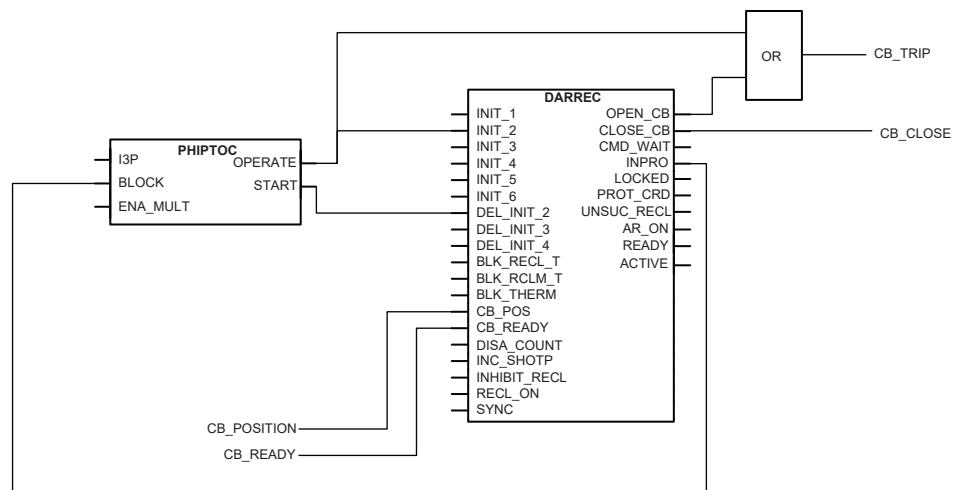 OR
CB_TRIP
CB_CLOSE
PHIPTOC
I3P
BLOCK
ENA_MULT
OPERATE
START
DARREC
INIT_1
INIT_2
INIT_3
INIT_4
INIT_5
INIT_6
DEL_INIT_2
DEL_INIT_3
DEL_INIT_4
BLK_RECL_T
BLK_RCLM_T
BLK_THERM
CB_POS
CB_READY
DISA_COUNT
INC_SHOTP
INHIBIT_RECL
RECL_ON
SYNC
OPEN_CB
CLOSE_CB
CMD_WAIT
INPRO
LOCKED
PROT_CRD
UNSUC_RECL
AR_ON
READY
ACTIVE
CB_POSITION
CB_READY